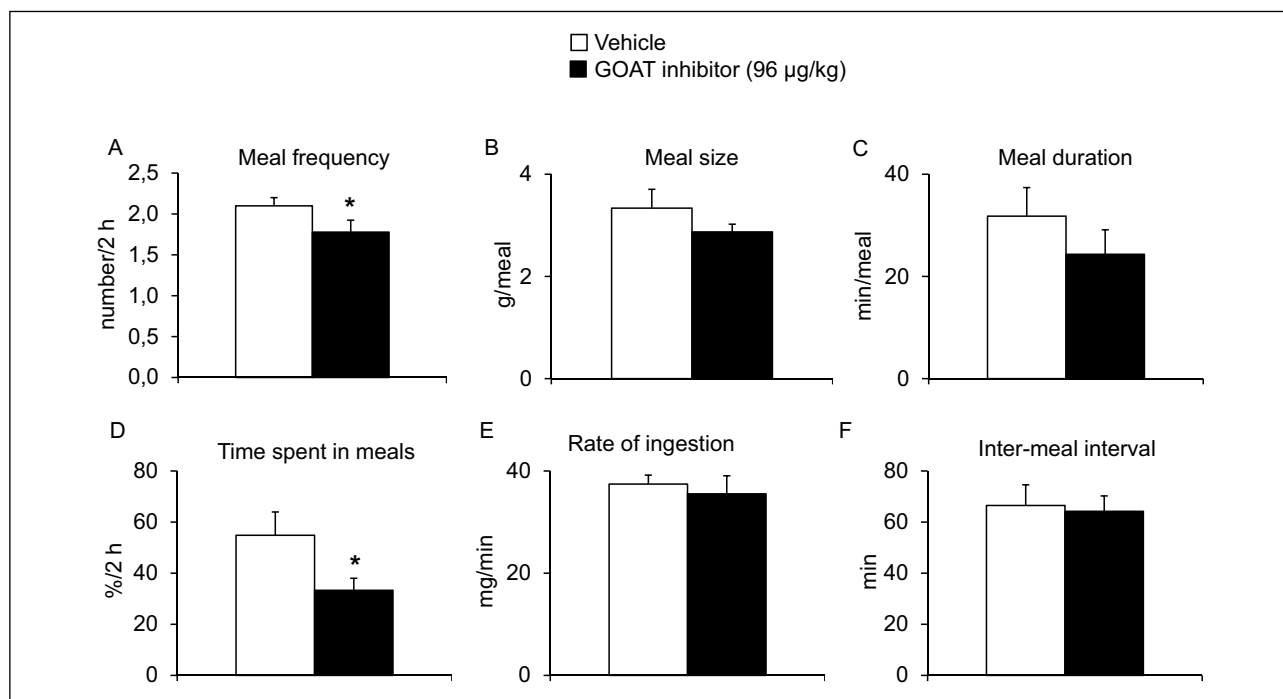 Vehicle
GOAT inhibitor (96 µg/kg)
A
Meal frequency
2,5
2,0
1,5
1,0
0,5
0,0
number/2 h
*
B
Meal size
4
2
0
g/meal
C
Meal duration
40
20
0
min/meal
D
Time spent in meals
80
60
40
20
0
%/2 h
*
E
Rate of ingestion
40
20
0
mg/min
F
Inter-meal interval
80
60
40
20
0
min